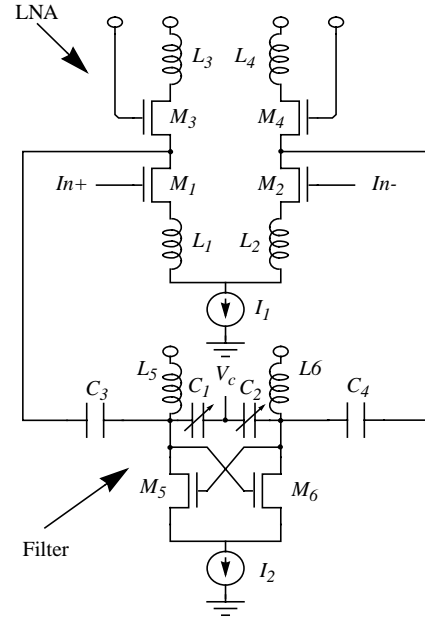 LNA
L3 L4
M3 M4
In+ M1 M2 In-
L1 L2
I1
L5 Vc L6
C3 C1 C2 C4
M5 M6
Filter
I2